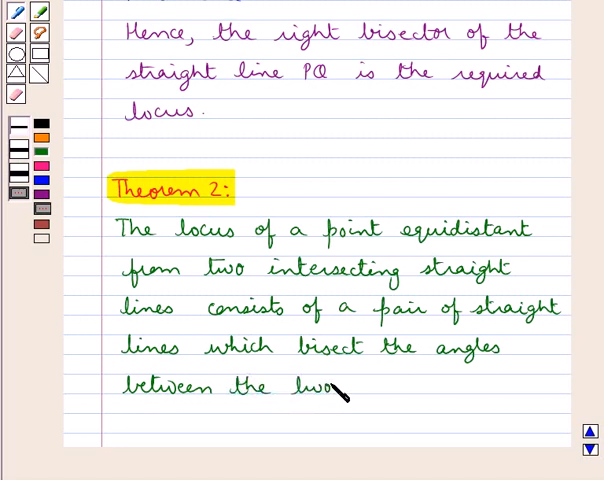 Hence, the right bisector of the
straight line PQ is the required
locus.
Theorem 2:
The locus of a point equidistant
from two intersecting straight
lines consists of a pair of straight
lines which bisect the angles
between the two